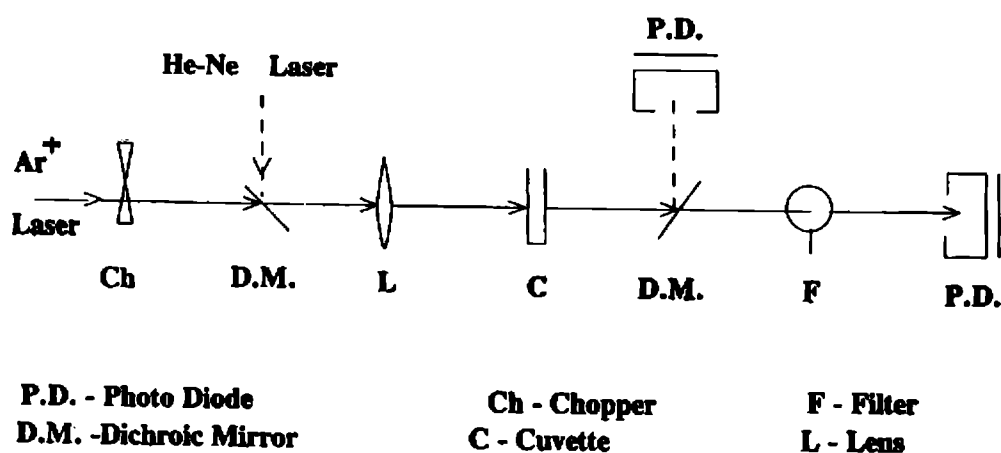 P.D.
He-Ne Laser
Ar+
Laser
Ch
D.M.
L
C
D.M.
F
P.D.
P.D. - Photo Diode
Ch - Chopper
F - Filter
D.M. -Dichroic Mirror
C - Cuvette
L - Lens